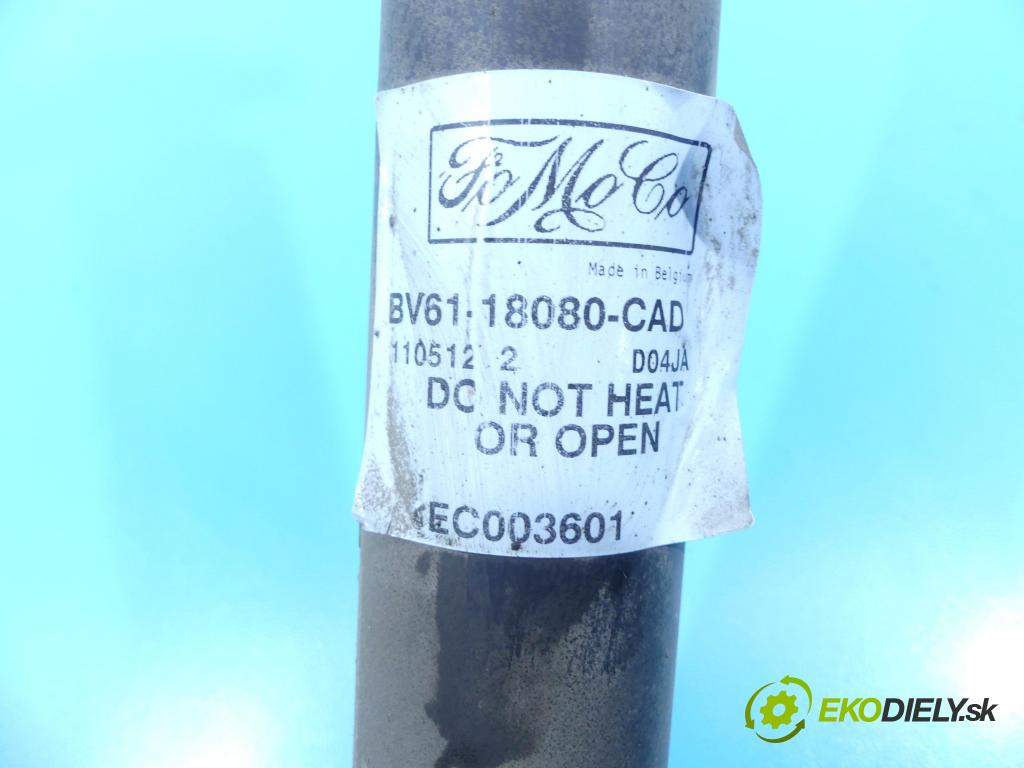 FoMoCo
Made in Belgium
BV61-18080-CAD
110512 2 D04JA
DO NOT HEAT
OR OPEN
EC003601
EKODIELY.sk